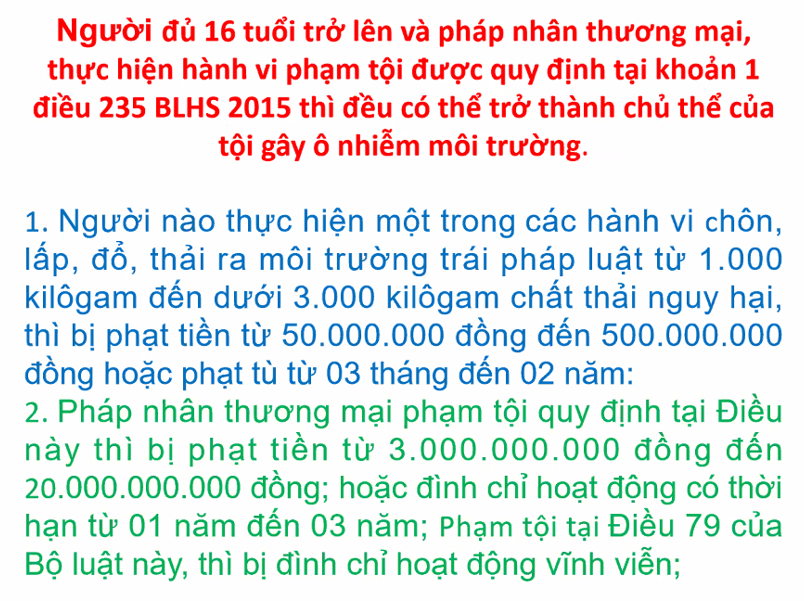 Người đủ 16 tuổi trở lên và pháp nhân thương mại,
thực hiện hành vi phạm tội được quy định tại khoản 1
điều 235 BLHS 2015 thì đều có thể trở thành chủ thể của
tội gây ô nhiễm môi trường.
1. Người nào thực hiện một trong các hành vi chôn,
lấp, đổ, thải ra môi trường trái pháp luật từ 1.000
kilôgam đến dưới 3.000 kilôgam chất thải nguy hại,
thì bị phạt tiền từ 50.000.000 đồng đến 500.000.000
đồng hoặc phạt tù từ 03 tháng đến 02 năm:
2. Pháp nhân thương mại phạm tội quy định tại Điều
này thì bị phạt tiền từ 3.000.000.000 đồng đến
20.000.000.000 đồng; hoặc đình chỉ hoạt động có thời
hạn từ 01 năm đến 03 năm; Phạm tội tại Điều 79 của
Bộ luật này, thì bị đình chỉ hoạt động vĩnh viễn;